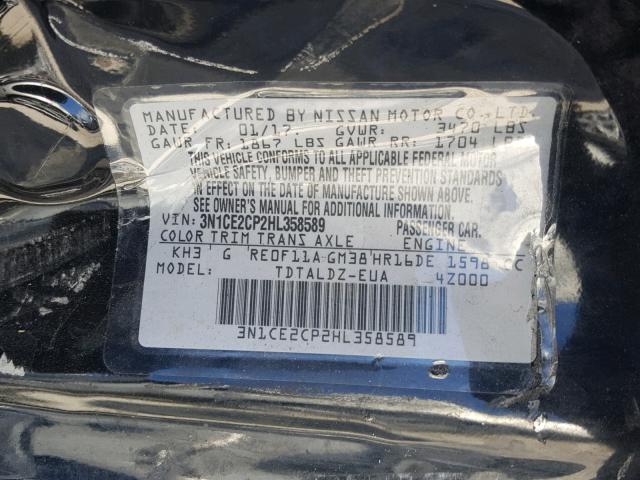 MANUFACTURED BY NISSAN MOTOR CO., LTD.
DATE: 01/17 GVWR: 3470 LBS
GAWR FR: 1867 LBS GAWR RR: 1704
THIS VEHICLE CONFORMS TO ALL APPLICABLE FEDERAL MOTOR
VEHICLE SAFETY, BUMPER AND THEFT PREVENTION STANDARDS
IN EFFECT ON THE DATE OF MANUFACTURE SHOWN ABOVE.
SEE OWNER'S MANUAL FOR ADDITIONAL INFORMATION.
VIN: 3N1CE2CP2HL358589 PASSENGER CAR.
COLOR TRIM TRANS AXLE ENGINE
KH3 G RE0F11A GM38 HR16DE 1598 CC
MODEL: TDTALDZ-EUA 4Z000
3N1CE2CP2HL358589